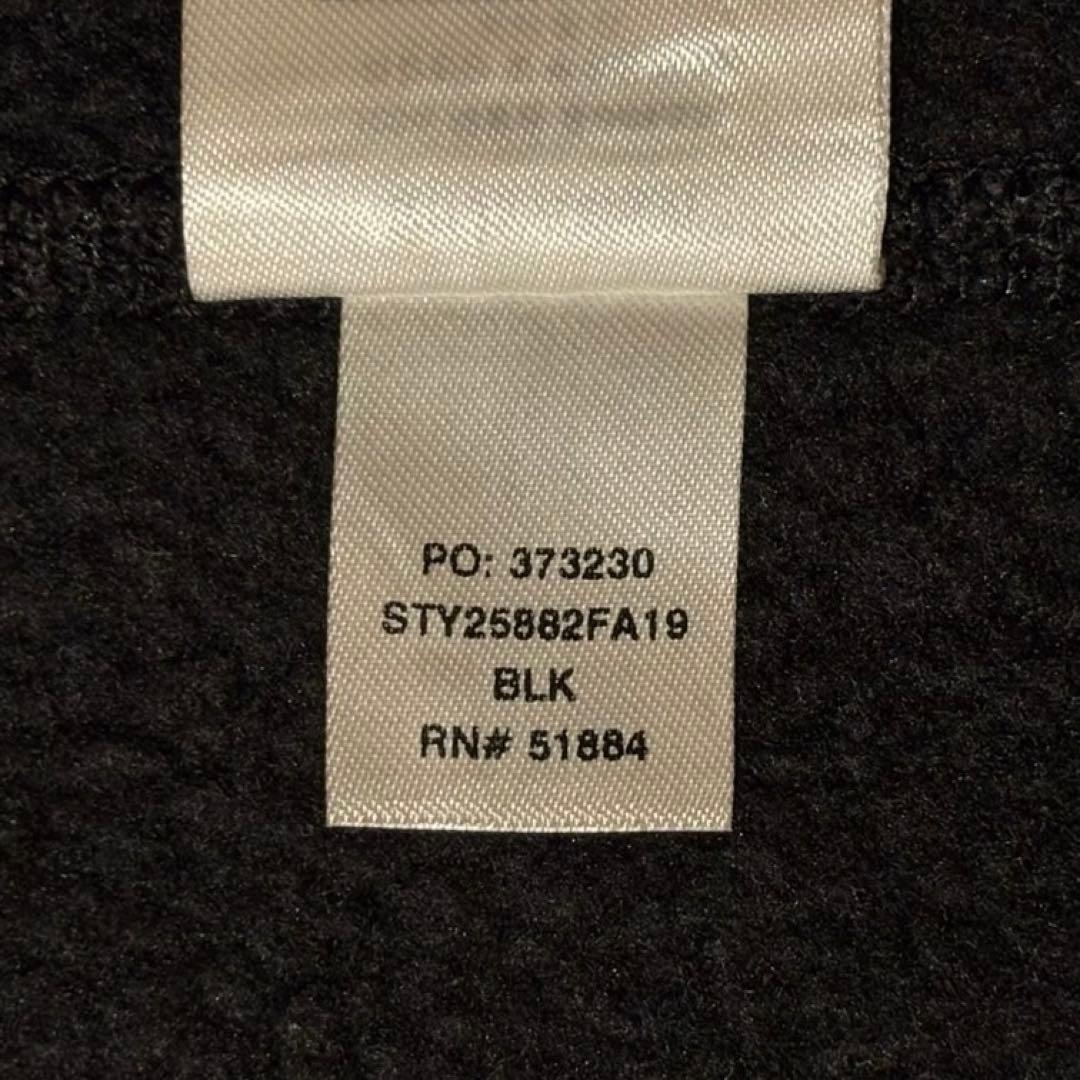 PO: 373230
STY25882FA19
BLK
RN# 51884